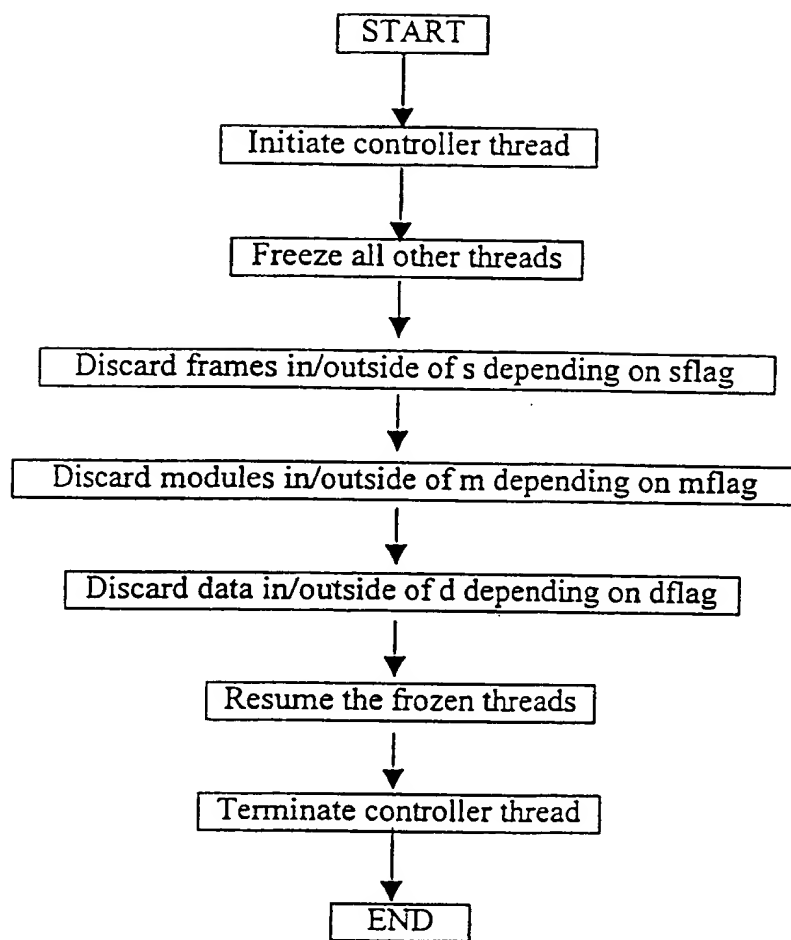 START
Initiate controller thread
Freeze all other threads
Discard frames in/outside of s depending on sflag
Discard modules in/outside of m depending on mflag
Discard data in/outside of d depending on dflag
Resume the frozen threads
Terminate controller thread
END